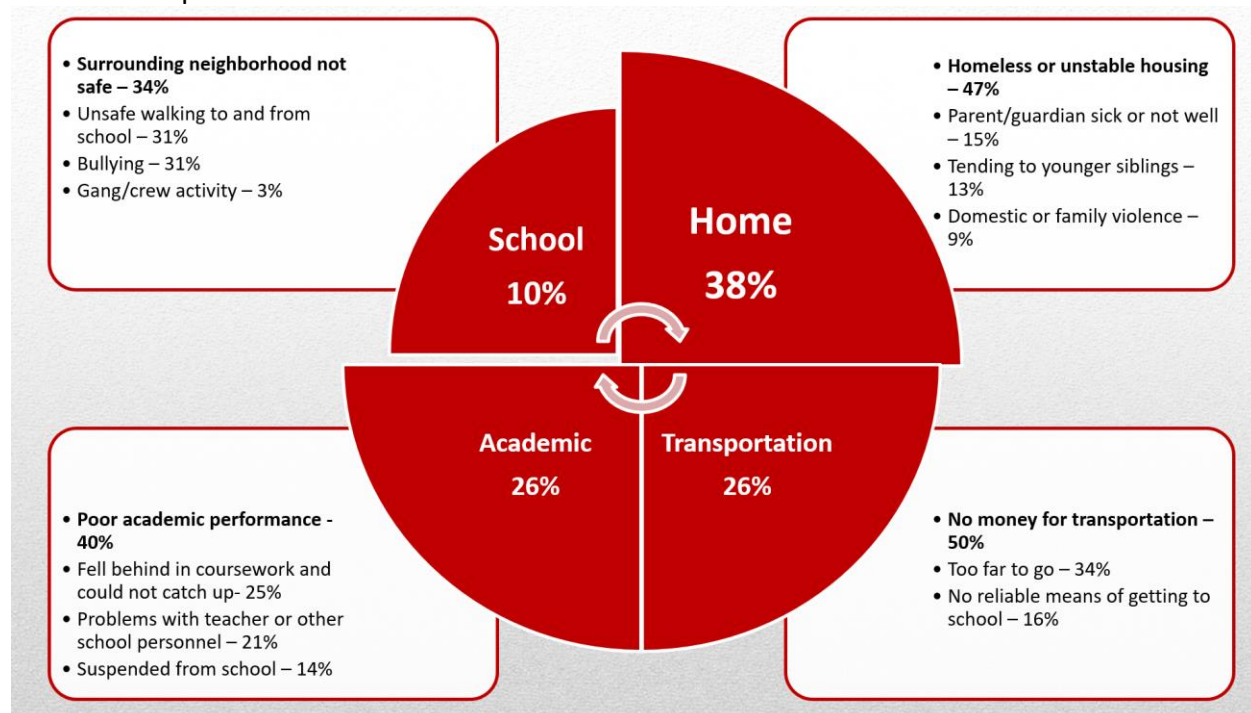 • Surrounding neighborhood not
safe – 34%
• Unsafe walking to and from
school – 31%
• Bullying – 31%
• Gang/crew activity – 3%
• Homeless or unstable housing
– 47%
• Parent/guardian sick or not well
– 15%
• Tending to younger siblings –
13%
• Domestic or family violence –
9%
School
10%
Home
38%
Academic
26%
Transportation
26%
• Poor academic performance -
40%
• Fell behind in coursework and
could not catch up- 25%
• Problems with teacher or other
school personnel – 21%
• Suspended from school – 14%
• No money for transportation –
50%
• Too far to go – 34%
• No reliable means of getting to
school – 16%